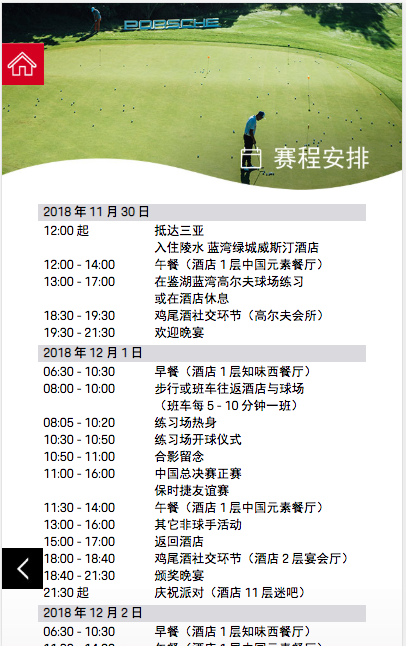 PORSCHE
赛程安排
2018 年 11 月 30 日
12:00 起 抵达三亚
入住陵水 蓝湾绿城威斯汀酒店
12:00 - 14:00 午餐（酒店 1 层中国元素餐厅）
13:00 - 17:00 在鉴湖蓝湾高尔夫球场练习
或在酒店休息
18:30 - 19:30 鸡尾酒社交环节（高尔夫会所）
19:30 - 21:30 欢迎晚宴
2018 年 12 月 1 日
06:30 - 10:30 早餐（酒店 1 层知味西餐厅）
08:00 - 10:00 步行或班车往返酒店与球场
（班车每 5 - 10 分钟一班）
08:05 - 10:20 练习场热身
10:30 - 10:50 练习场开球仪式
10:50 - 11:00 合影留念
11:00 - 16:00 中国总决赛正赛
保时捷友谊赛
11:30 - 14:00 午餐（酒店 1 层中国元素餐厅）
13:00 - 16:00 其它非球手活动
15:00 - 17:00 返回酒店
18:00 - 18:40 鸡尾酒社交环节（酒店 2 层宴会厅）
18:40 - 21:30 颁奖晚宴
21:30 起 庆祝派对（酒店 11 层迷吧）
2018 年 12 月 2 日
06:30 - 10:30 早餐（酒店 1 层知味西餐厅）